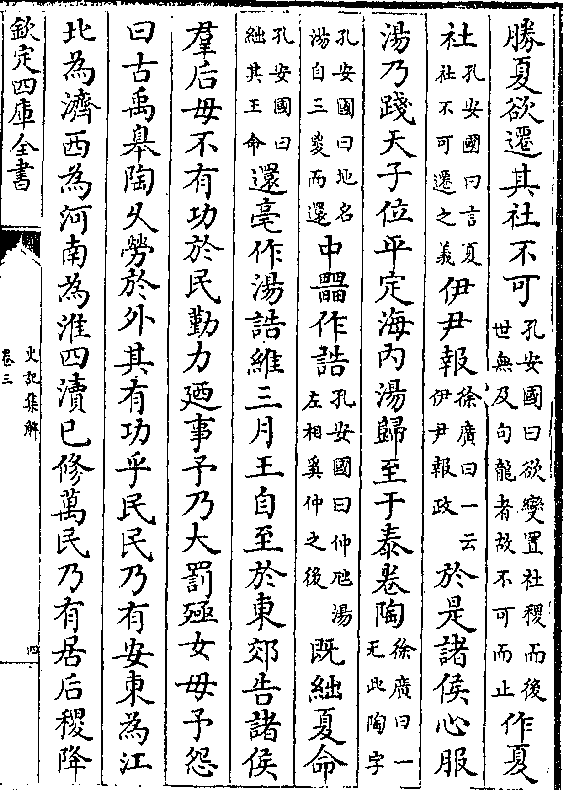 勝夏欲遷其社不可孔安國曰欲變置社稷而後世無及句龍者故不可而止作夏
社孔安國曰言夏社不可遷之義伊尹報徐廣曰一云伊尹報政於是諸侯心服
湯乃踐天子位平定海内湯歸至于泰卷陶徐廣曰一無此陶字
孔安國曰地名湯自三㚇而還中𤳹作誥孔安國曰仲虺湯左相奚仲之後既絀夏命
孔安國曰絀其王命還亳作湯誥維三月王自至於東郊告諸侯
羣后毋不有功於民勤力廼事予乃大罰殛女毋予怨
曰古禹臯陶乆勞於外其有功乎民民乃有安東為江
北為濟西為河南為淮四瀆已修萬民乃有居后稷降
欽定四庫全書
史記集解
卷三
四